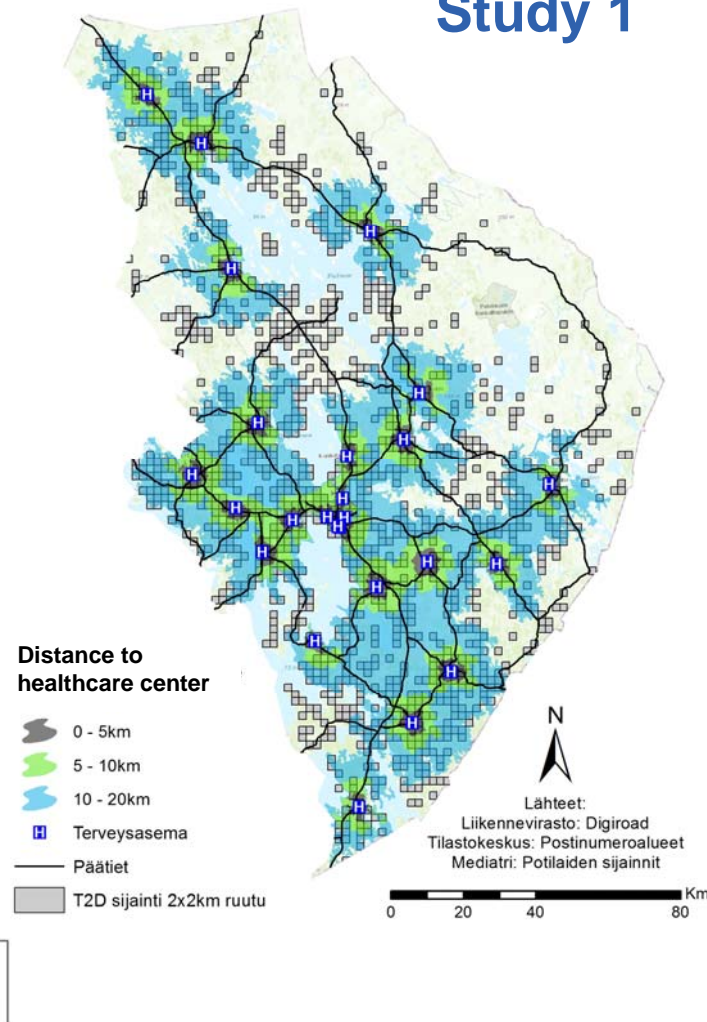 Study 1
Distance to
healthcare center
0 - 5km
5 - 10km
10 - 20km
H Terveysasema
Päätiet
T2D sijainti 2x2km ruutu
N
Lähteet:
Liikennevirasto: Digiroad
Tilastokeskus: Postinumeroalueet
Mediatri: Potilaiden sijainnit
Km
0 20 40 80